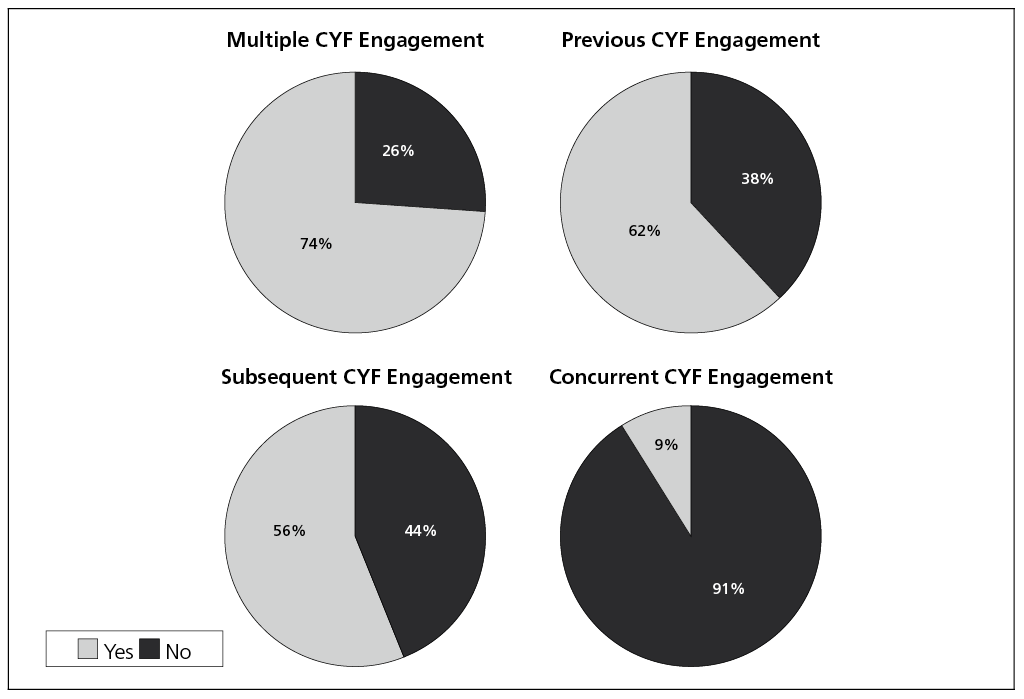 Multiple CYF Engagement
26%
74%
Previous CYF Engagement
38%
62%
Subsequent CYF Engagement
56%
44%
Concurrent CYF Engagement
9%
91%
Yes No